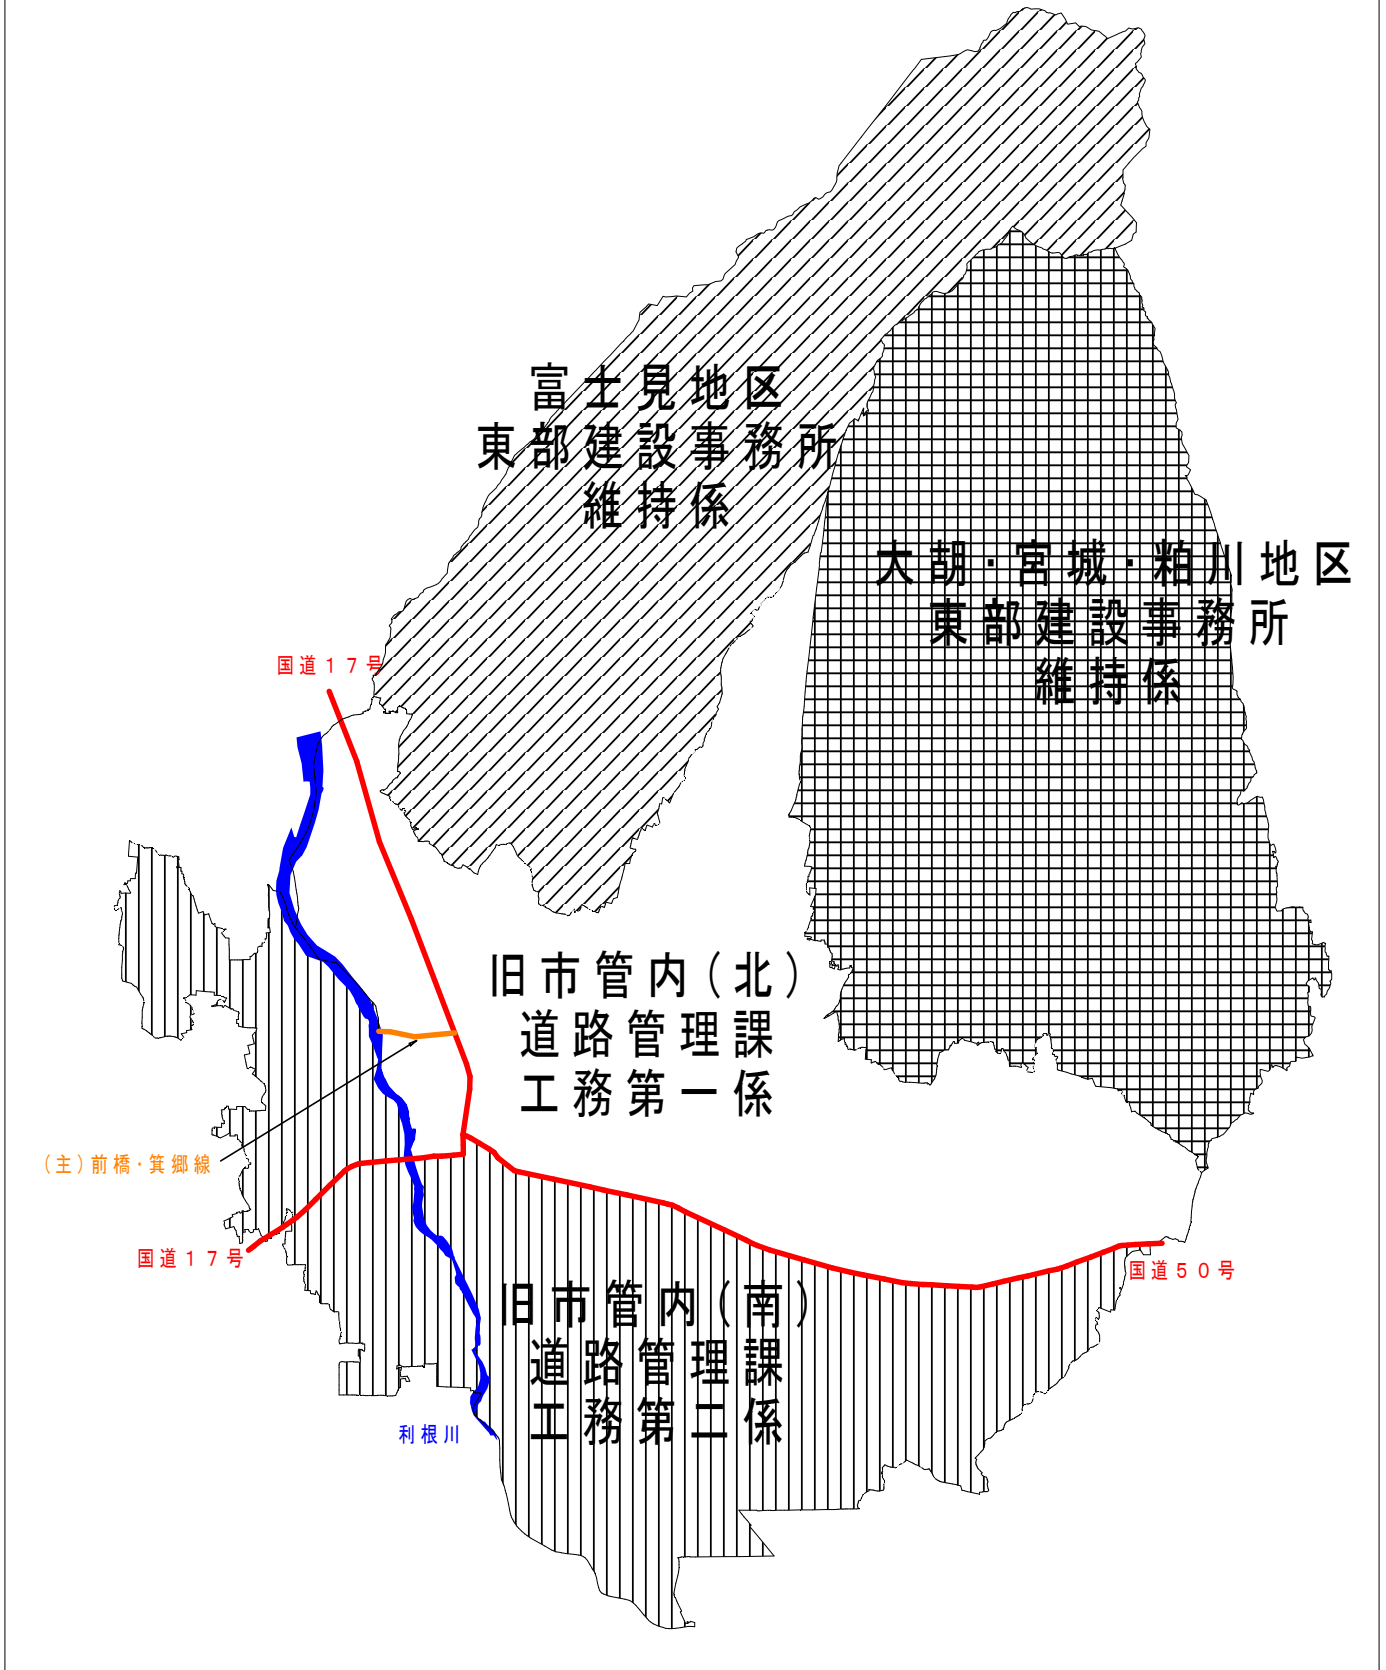 富士見地区
東部建設事務所
維持係
大胡・宮城・粕川地区
東部建設事務所
維持係
国道１７号
旧市管内（北）
道路管理課
工務第一係
（主）前橋・箕郷線
国道１７号
国道５０号
旧市管内（南）
道路管理課
工務第二係
利根川